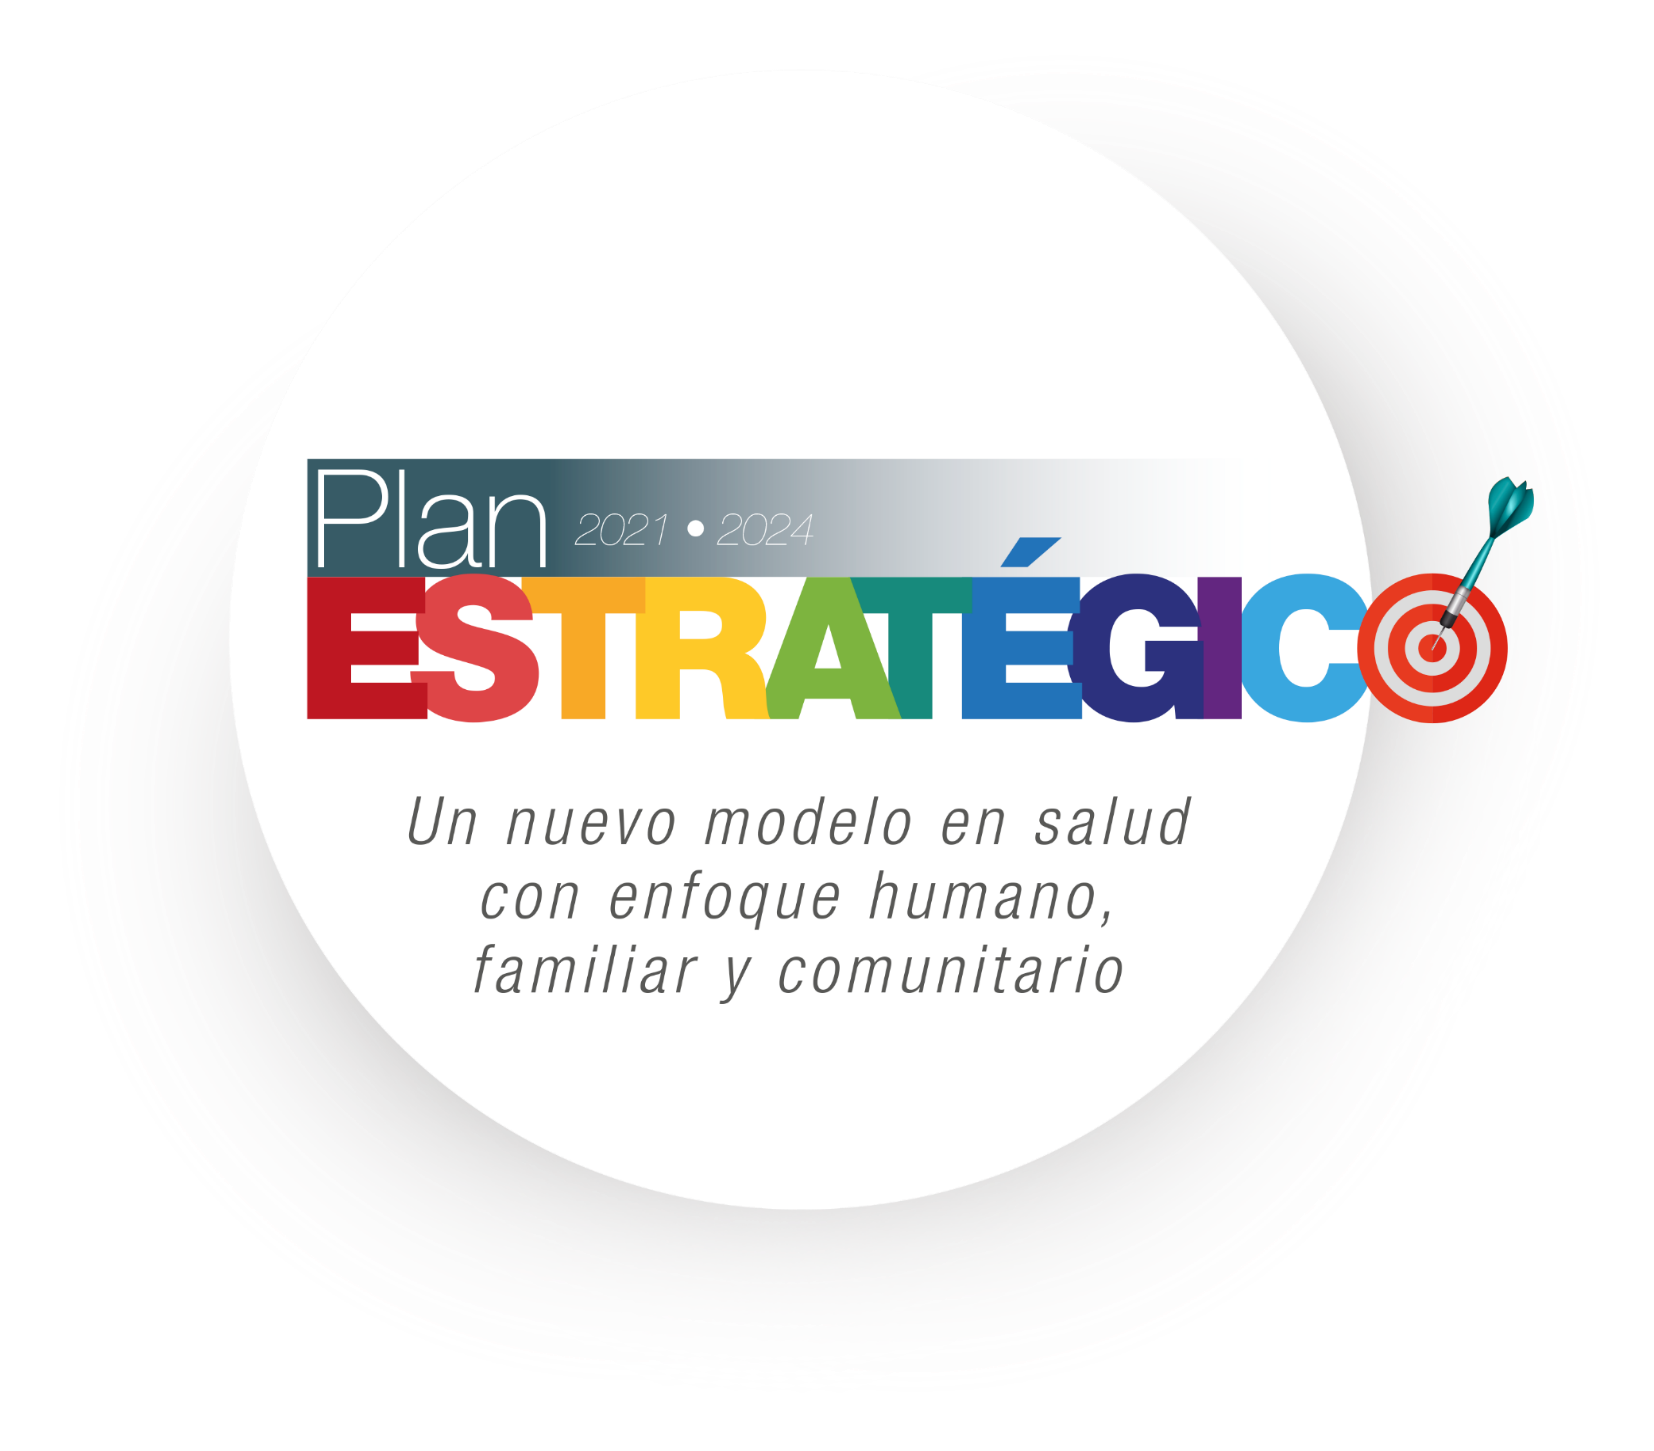 Plan 2021 • 2024
ESTRATÉGICO
Un nuevo modelo en salud
con enfoque humano,
familiar y comunitario